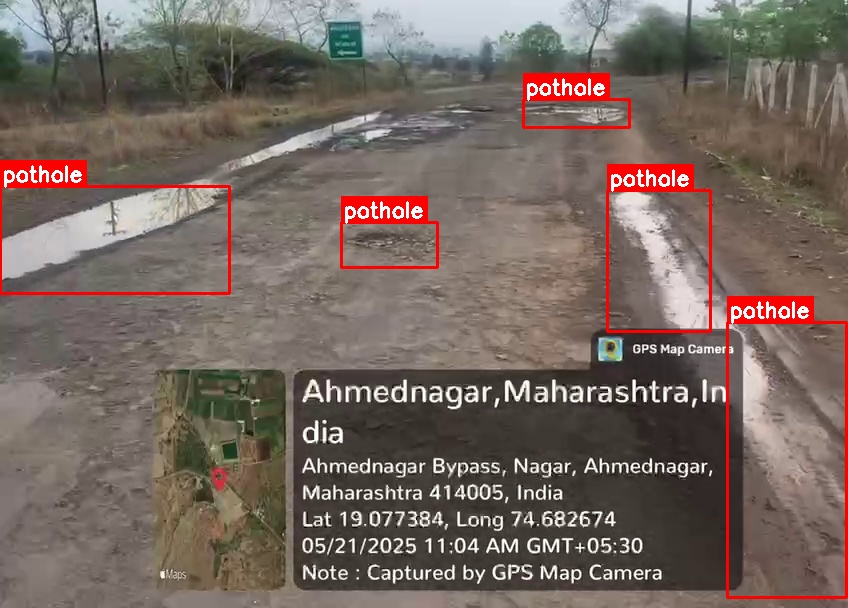 pothole
pothole
pothole
pothole
pothole
GPS Map Camera
Ahmednagar,Maharashtra,In
dia
Ahmednagar Bypass, Nagar, Ahmednagar,
Maharashtra 414005, India
Lat 19.077384, Long 74.682674
05/21/2025 11:04 AM GMT+05:30
Note : Captured by GPS Map Camera
Maps